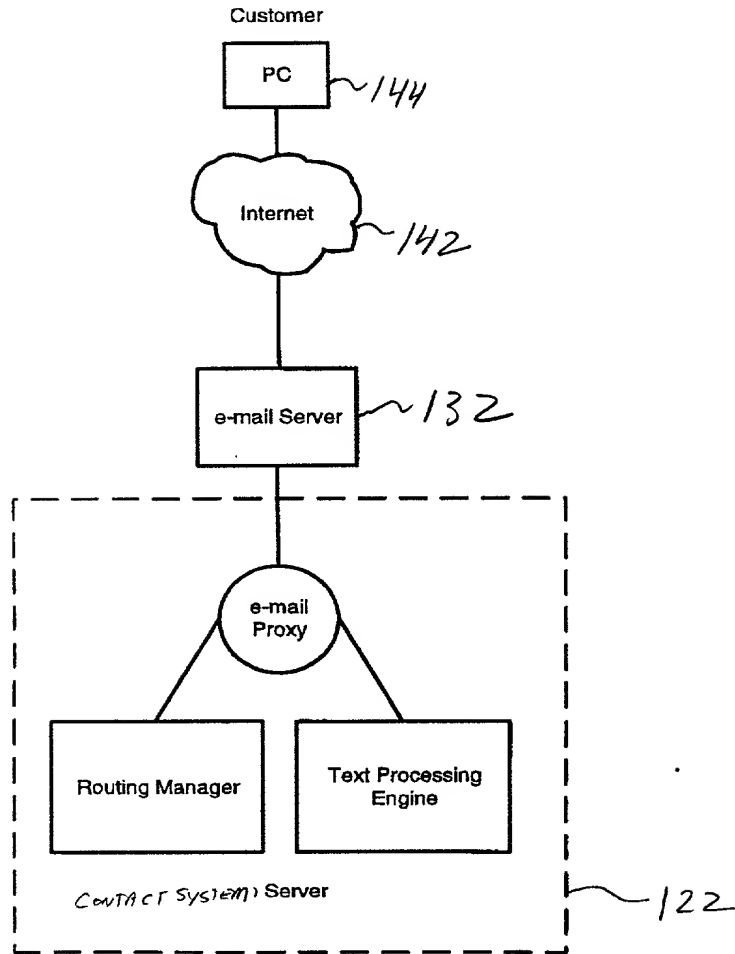 Customer
PC
144
Internet
142
e-mail Server
132
e-mail
Proxy
Routing Manager
Text Processing
Engine
CONTACT SYSTEM Server
122